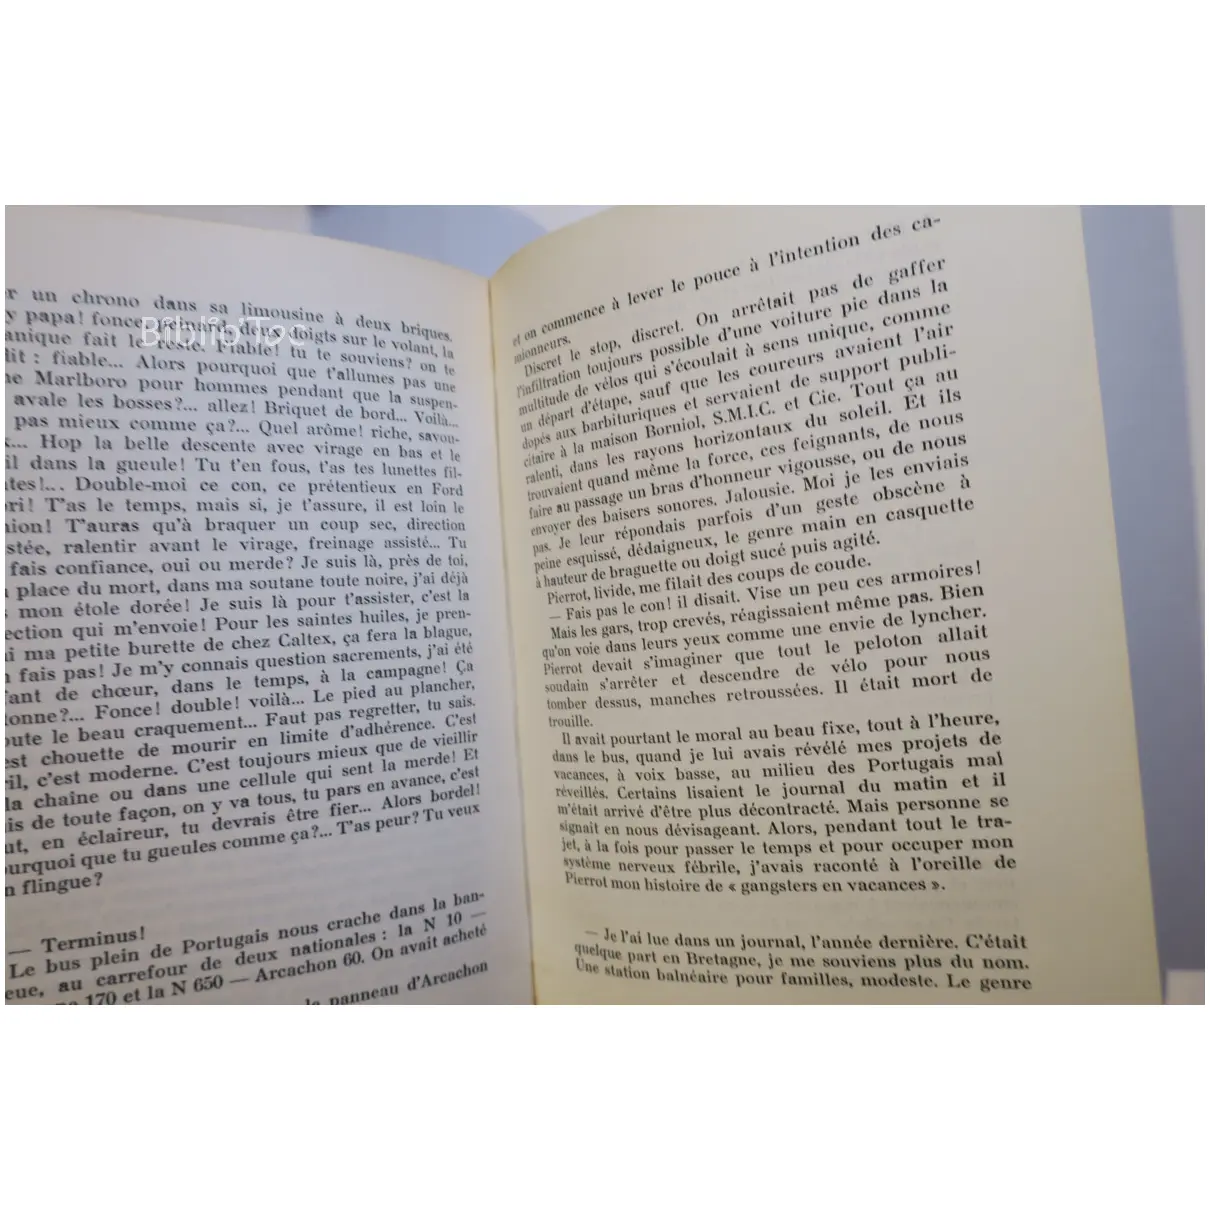 er un chrono dans sa limousine à deux briques.
y papa! fonce, peinard, deux doigts sur le volant, la
anique fait le reste. Fiable! tu te souviens? on te
dit : fiable... Alors pourquoi que t'allumes pas une
ne Marlboro pour hommes pendant que la suspen-
avale les bosses?... allez! Briquet de bord... Voilà...
pas mieux comme ça?... Quel arôme! riche, savou-
x... Hop la belle descente avec virage en bas et le
il dans la gueule! Tu t'en fous, t'as tes lunettes fil-
ntes!... Double-moi ce con, ce prétentieux en Ford
ori! T'as le temps, mais si, je t'assure, il est loin le
nion! T'auras qu'à braquer un coup sec, direction
stée, ralentir avant le virage, freinage assisté... Tu
fais confiance, oui ou merde? Je suis là, près de toi,
place du mort, dans ma soutane toute noire, j'ai déjà
s mon étole dorée! Je suis là pour t'assister, c'est la
ection qui m'envoie! Pour les saintes huiles, je pren-
ai ma petite burette de chez Caltex, ça fera la blague,
n fais pas! Je m'y connais question sacrements, j'ai été
fant de chœur, dans le temps, à la campagne! Ça
tonne?... Fonce! double! voilà... Le pied au plancher,
oute le beau craquement... Faut pas regretter, tu sais.
est chouette de mourir en limite d'adhérence. C'est
ril, c'est moderne. C'est toujours mieux que de vieillir
la chaîne ou dans une cellule qui sent la merde! Et
is de toute façon, on y va tous, tu pars en avance, c'est
ut, en éclaireur, tu devrais être fier... Alors bordel!
ourquoi que tu gueules comme ça?... T'as peur? Tu veux
n flingue?
— Terminus!
Le bus plein de Portugais nous crache dans la ban-
eue, au carrefour de deux nationales : la N 10 —
170 et la N 650 — Arcachon 60. On avait acheté
panneau d'Arcachon
et on commence à lever le pouce à l'intention des ca-
mionneurs.
Discret le stop, discret. On arrêtait pas de gaffer
l'infiltration toujours possible d'une voiture pie dans la
multitude de vélos qui s'écoulait à sens unique, comme
un départ d'étape, sauf que les coureurs avaient l'air
dopés aux barbituriques et servaient de support publi-
citaire à la maison Borniol, S.M.I.C. et Cie. Tout ça au
ralenti, dans les rayons horizontaux du soleil. Et ils
trouvaient quand même la force, ces feignants, de nous
faire au passage un bras d'honneur vigousse, ou de nous
envoyer des baisers sonores. Jalousie. Moi je les enviais
pas. Je leur répondais parfois d'un geste obscène à
peine esquissé, dédaigneux, le genre main en casquette
à hauteur de braguette ou doigt sucé puis agité.
Pierrot, livide, me filait des coups de coude.
— Fais pas le con! il disait. Vise un peu ces armoires!
Mais les gars, trop crevés, réagissaient même pas. Bien
qu'on voie dans leurs yeux comme une envie de lyncher.
Pierrot devait s'imaginer que tout le peloton allait
soudain s'arrêter et descendre de vélo pour nous
tomber dessus, manches retroussées. Il était mort de
trouille.
Il avait pourtant le moral au beau fixe, tout à l'heure,
dans le bus, quand je lui avais révélé mes projets de
vacances, à voix basse, au milieu des Portugais mal
réveillés. Certains lisaient le journal du matin et il
m'était arrivé d'être plus décontracté. Mais personne se
signait en nous dévisageant. Alors, pendant tout le tra-
jet, à la fois pour passer le temps et pour occuper mon
système nerveux fébrile, j'avais raconté à l'oreille de
Pierrot mon histoire de « gangsters en vacances ».
— Je l'ai lue dans un journal, l'année dernière. C'était
quelque part en Bretagne, je me souviens plus du nom.
Une station balnéaire pour familles, modeste. Le genre